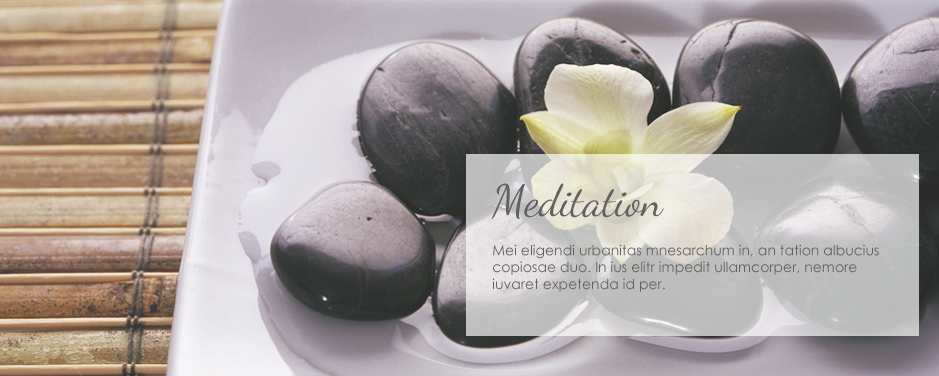 Meditation
Mei eligendi urbanitas mnesarchum in, an tation albucius
copiosae duo. In ius elitr impedit ullamcorper, nemore
iuvaret expetenda id per.